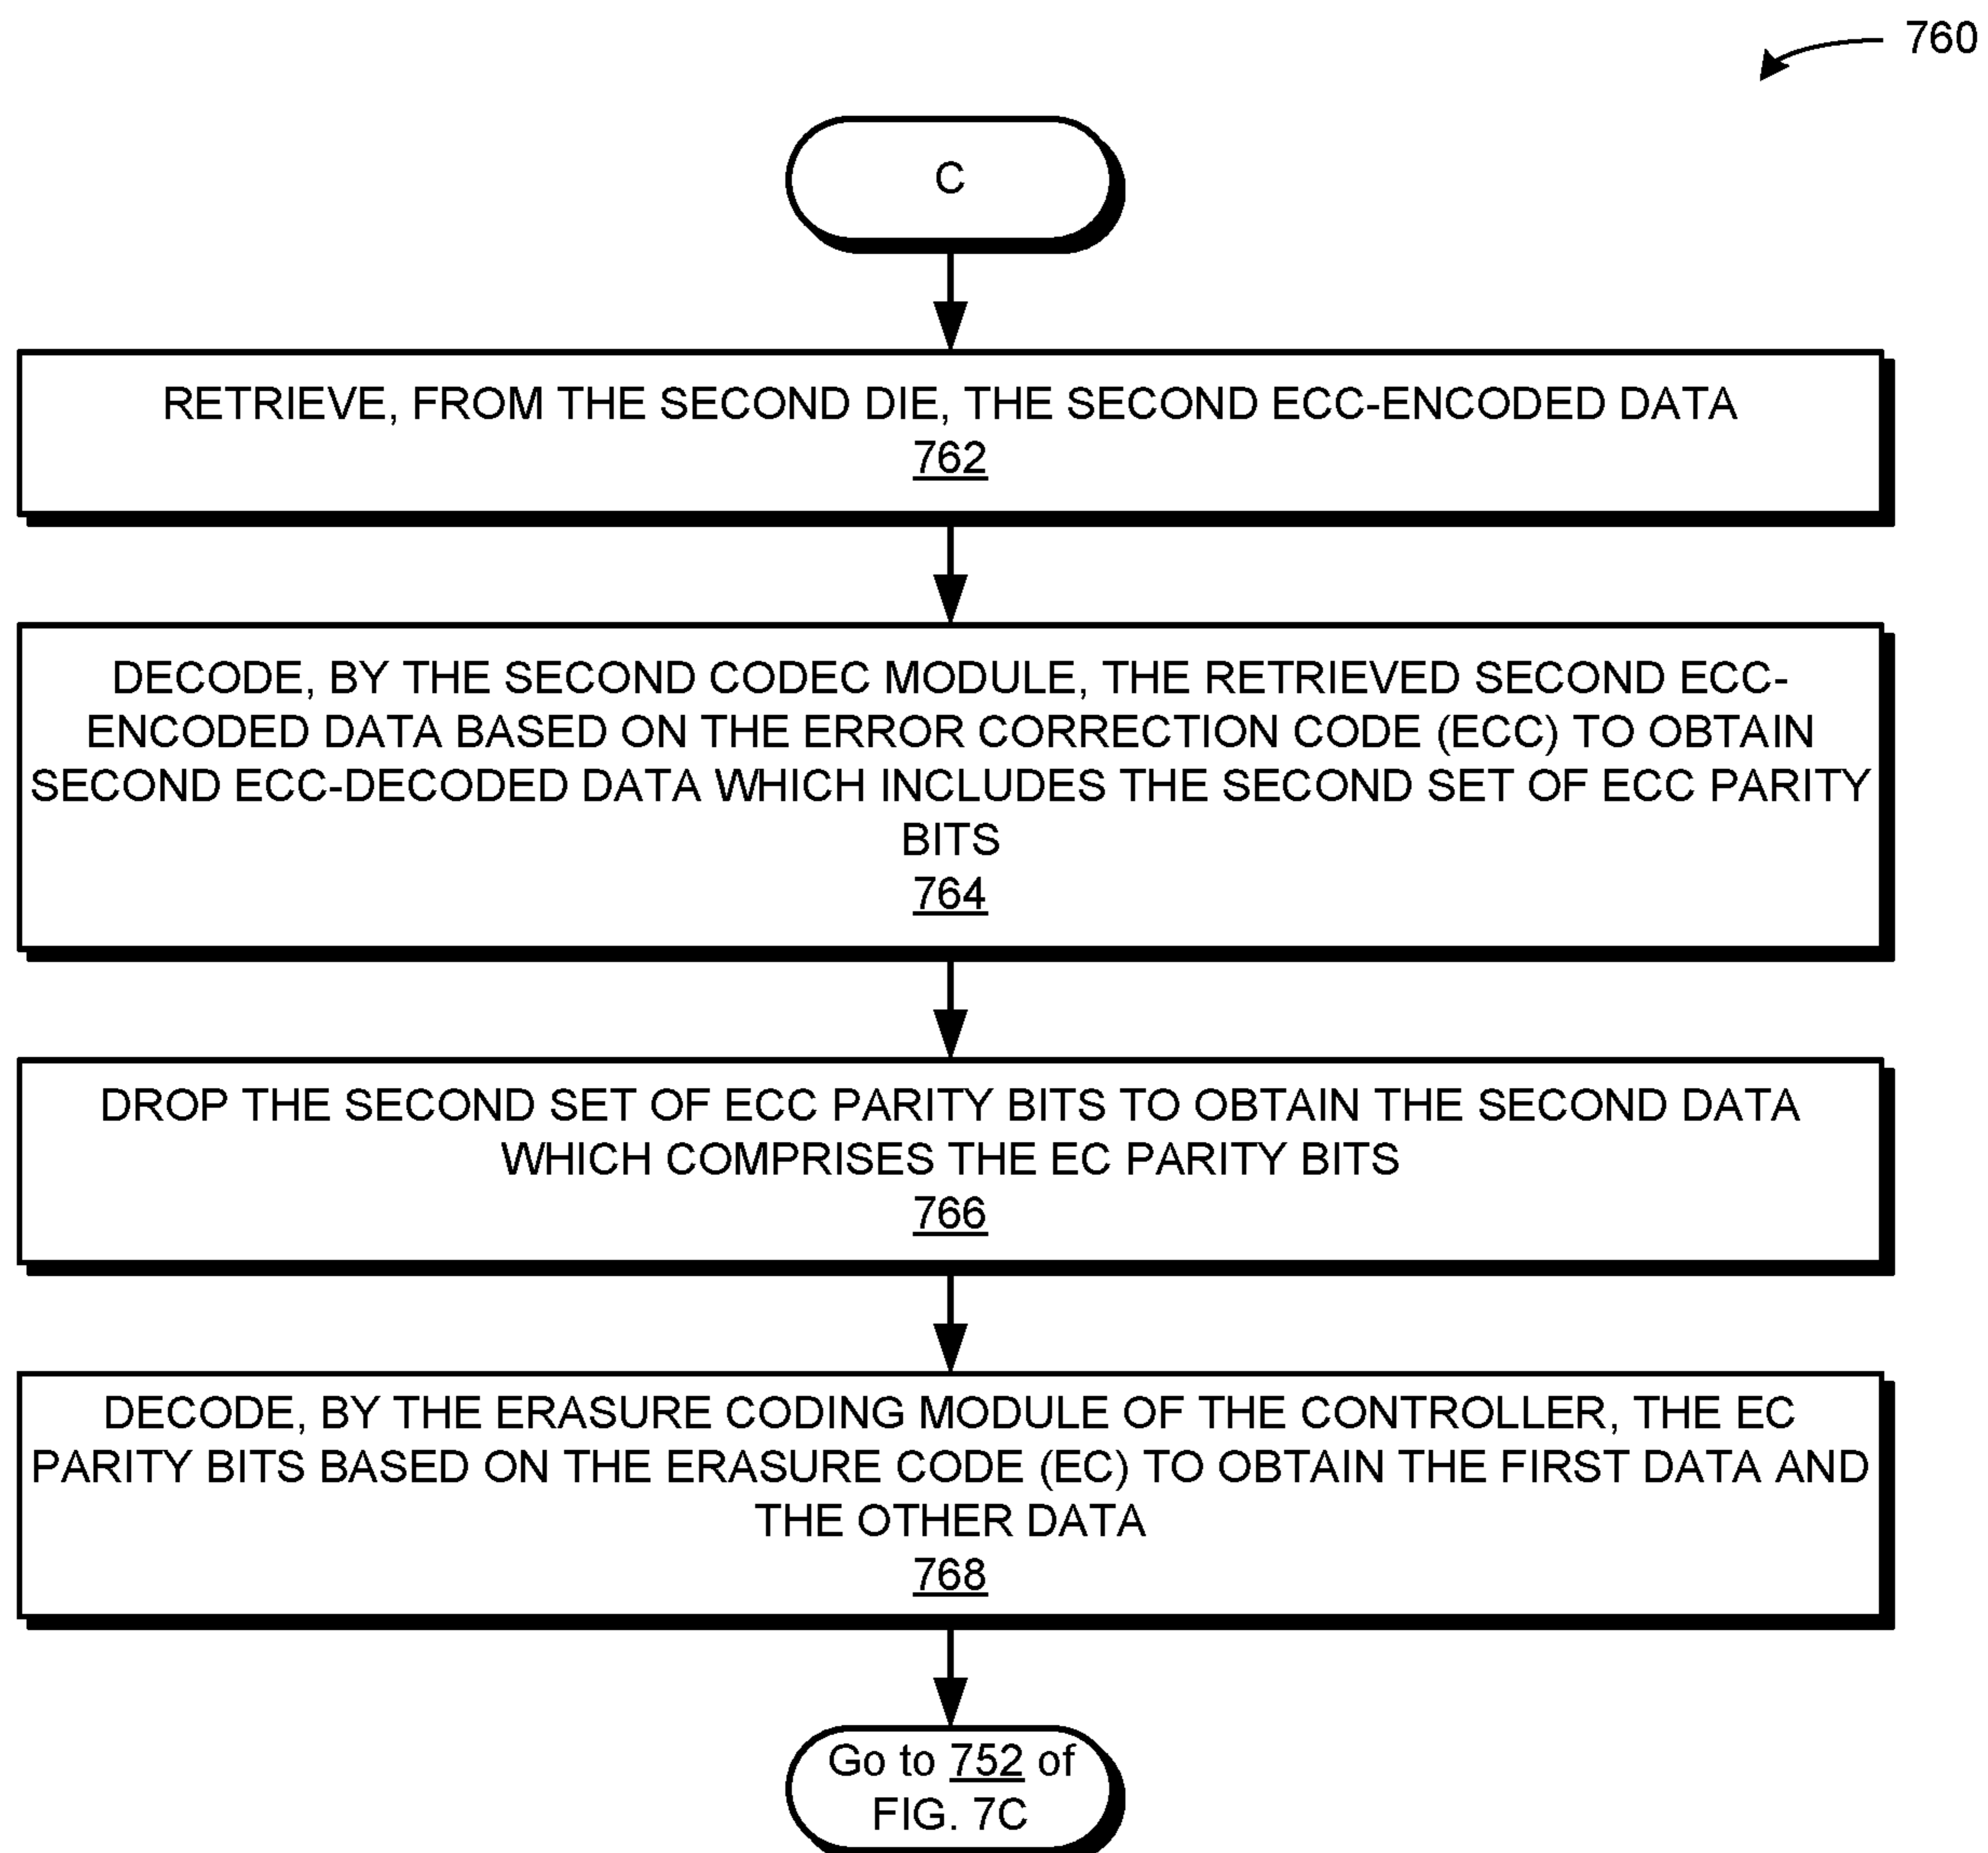 760
C
RETRIEVE, FROM THE SECOND DIE, THE SECOND ECC-ENCODED DATA
762
DECODE, BY THE SECOND CODEC MODULE, THE RETRIEVED SECOND ECC-
ENCODED DATA BASED ON THE ERROR CORRECTION CODE (ECC) TO OBTAIN
SECOND ECC-DECODED DATA WHICH INCLUDES THE SECOND SET OF ECC PARITY
BITS
764
DROP THE SECOND SET OF ECC PARITY BITS TO OBTAIN THE SECOND DATA
WHICH COMPRISES THE EC PARITY BITS
766
DECODE, BY THE ERASURE CODING MODULE OF THE CONTROLLER, THE EC
PARITY BITS BASED ON THE ERASURE CODE (EC) TO OBTAIN THE FIRST DATA AND
THE OTHER DATA
768
Go to 752 of
FIG. 7C